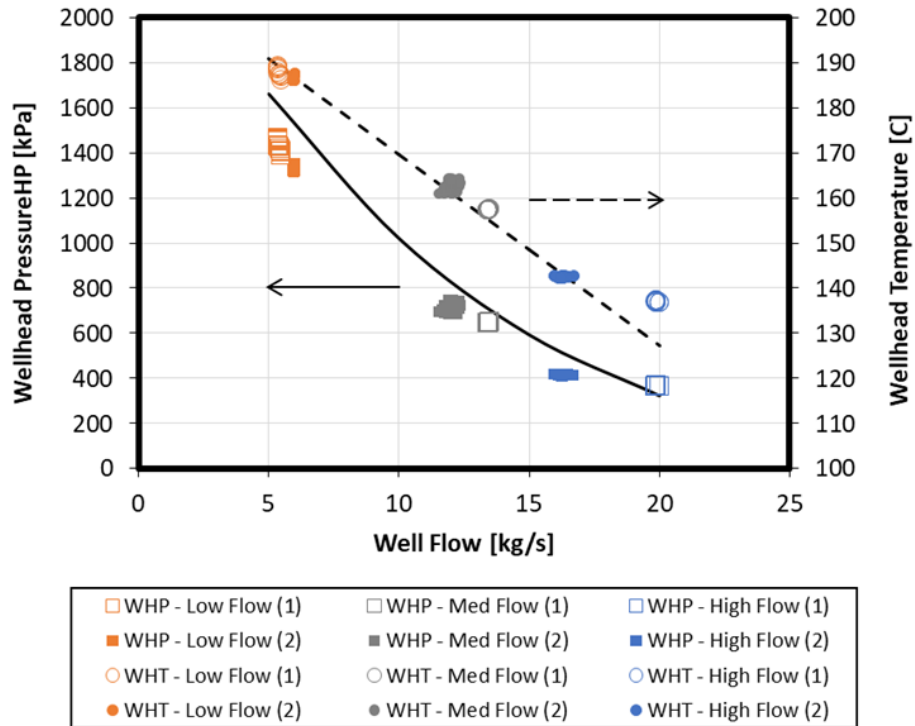 Wellhead PressureHP [kPa]
2000
1800
1600
1400
1200
1000
800
600
400
200
0
200
190
180
170
160
150
140
130
120
110
100
Wellhead Temperature [C]
0 5 10 15 20 25
Well Flow [kg/s]
WHP - Low Flow (1) WHP - Med Flow (1) WHP - High Flow (1)
WHP - Low Flow (2) WHP - Med Flow (2) WHP - High Flow (2)
WHT - Low Flow (1) WHT - Med Flow (1) WHT - High Flow (1)
WHT - Low Flow (2) WHT - Med Flow (2) WHT - High Flow (2)